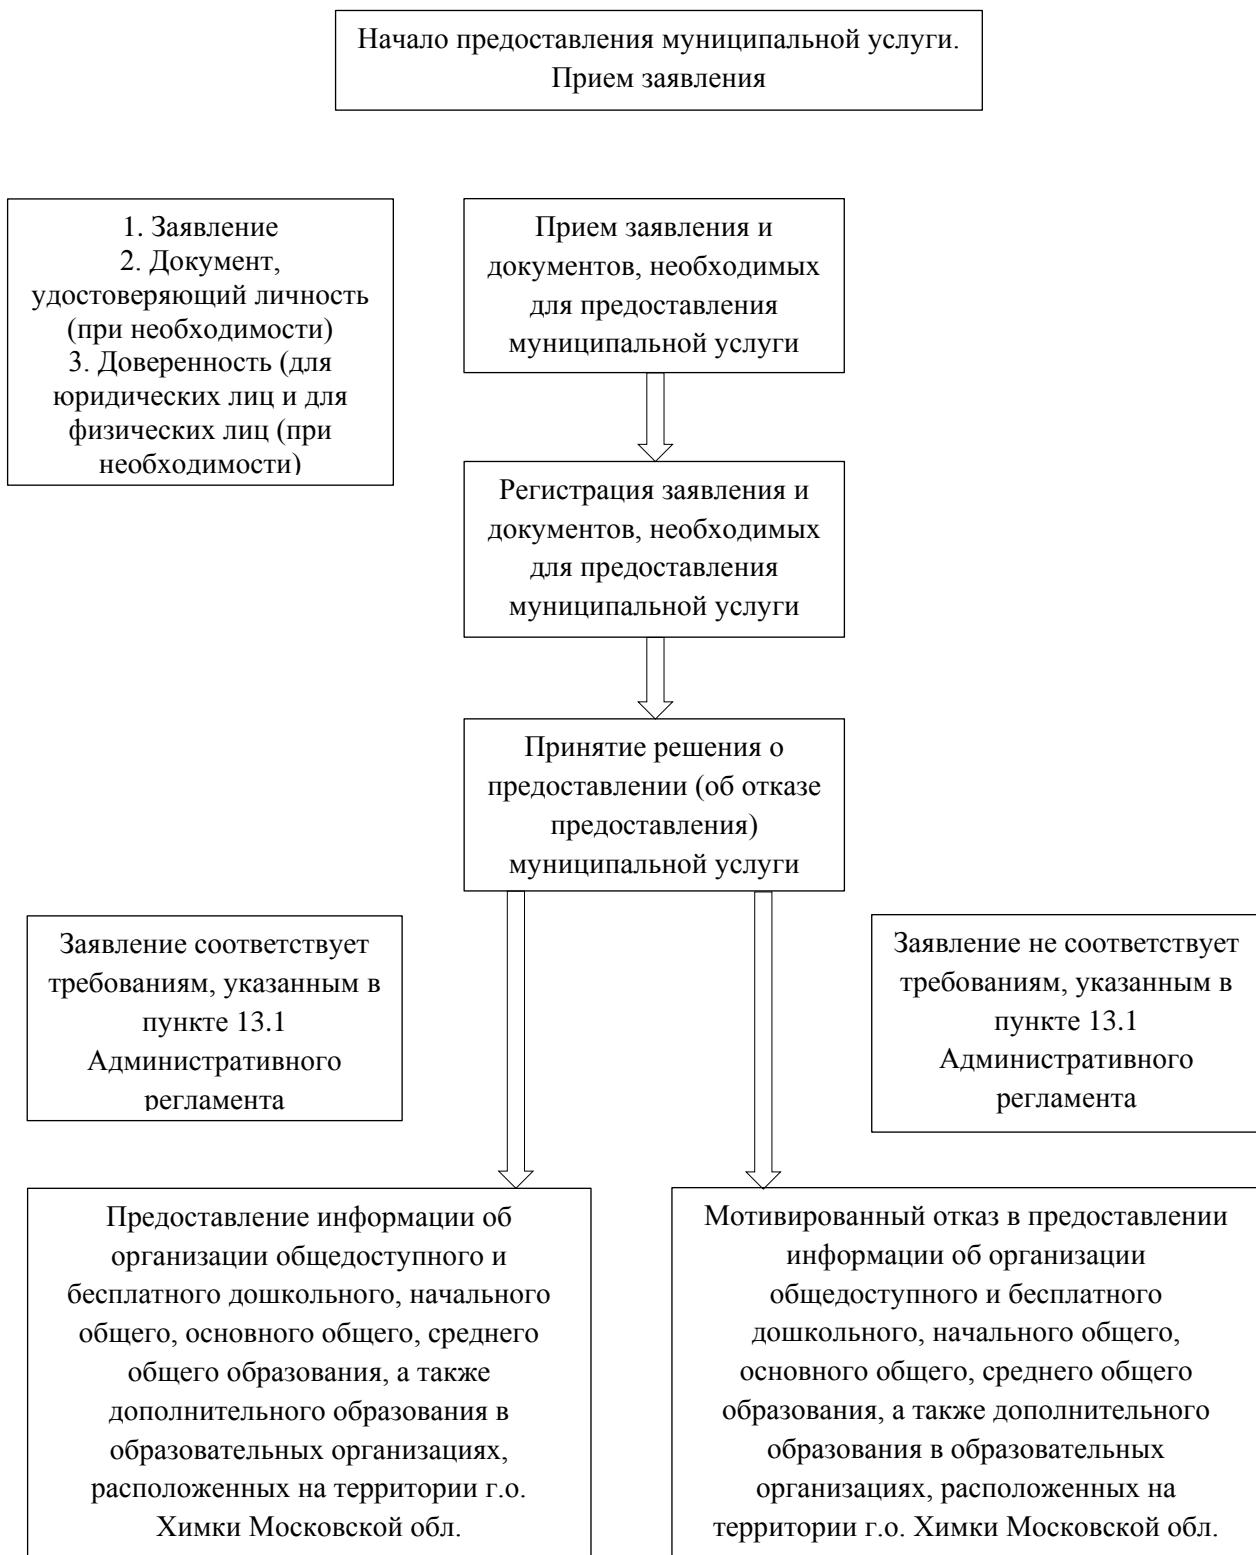 Начало предоставления муниципальной услуги.
Прием заявления
1. Заявление
2. Документ,
удостоверяющий личность
(при необходимости)
3. Доверенность (для
юридических лиц и для
физических лиц (при
необходимости)
Прием заявления и
документов, необходимых
для предоставления
муниципальной услуги
Регистрация заявления и
документов, необходимых
для предоставления
муниципальной услуги
Принятие решения о
предоставлении (об отказе
предоставления)
муниципальной услуги
Заявление соответствует
требованиям, указанным в
пункте 13.1
Административного
регламента
Заявление не соответствует
требованиям, указанным в
пункте 13.1
Административного
регламента
Предоставление информации об
организации общедоступного и
бесплатного дошкольного, начального
общего, основного общего, среднего
общего образования, а также
дополнительного образования в
образовательных организациях,
расположенных на территории г.о.
Химки Московской обл.
Мотивированный отказ в предоставлении
информации об организации
общедоступного и бесплатного
дошкольного, начального общего,
основного общего, среднего общего
образования, а также дополнительного
образования в образовательных
организациях, расположенных на
территории г.о. Химки Московской обл.